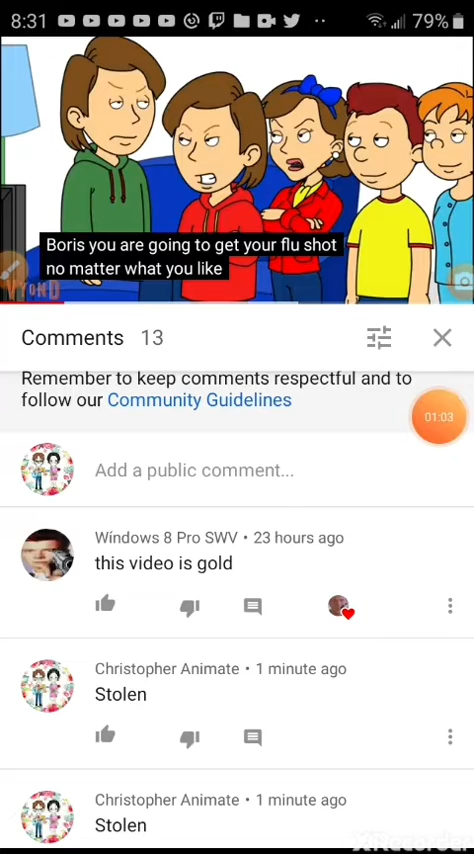 8:31
79%
Boris you are going to get your flu shot
no matter what you like
VYOND
Comments 13
Remember to keep comments respectful and to
follow our Community Guidelines
01:03
Add a public comment...
Windows 8 Pro SWV • 23 hours ago
this video is gold
Christopher Animate • 1 minute ago
Stolen
Christopher Animate • 1 minute ago
Stolen
XRecorder